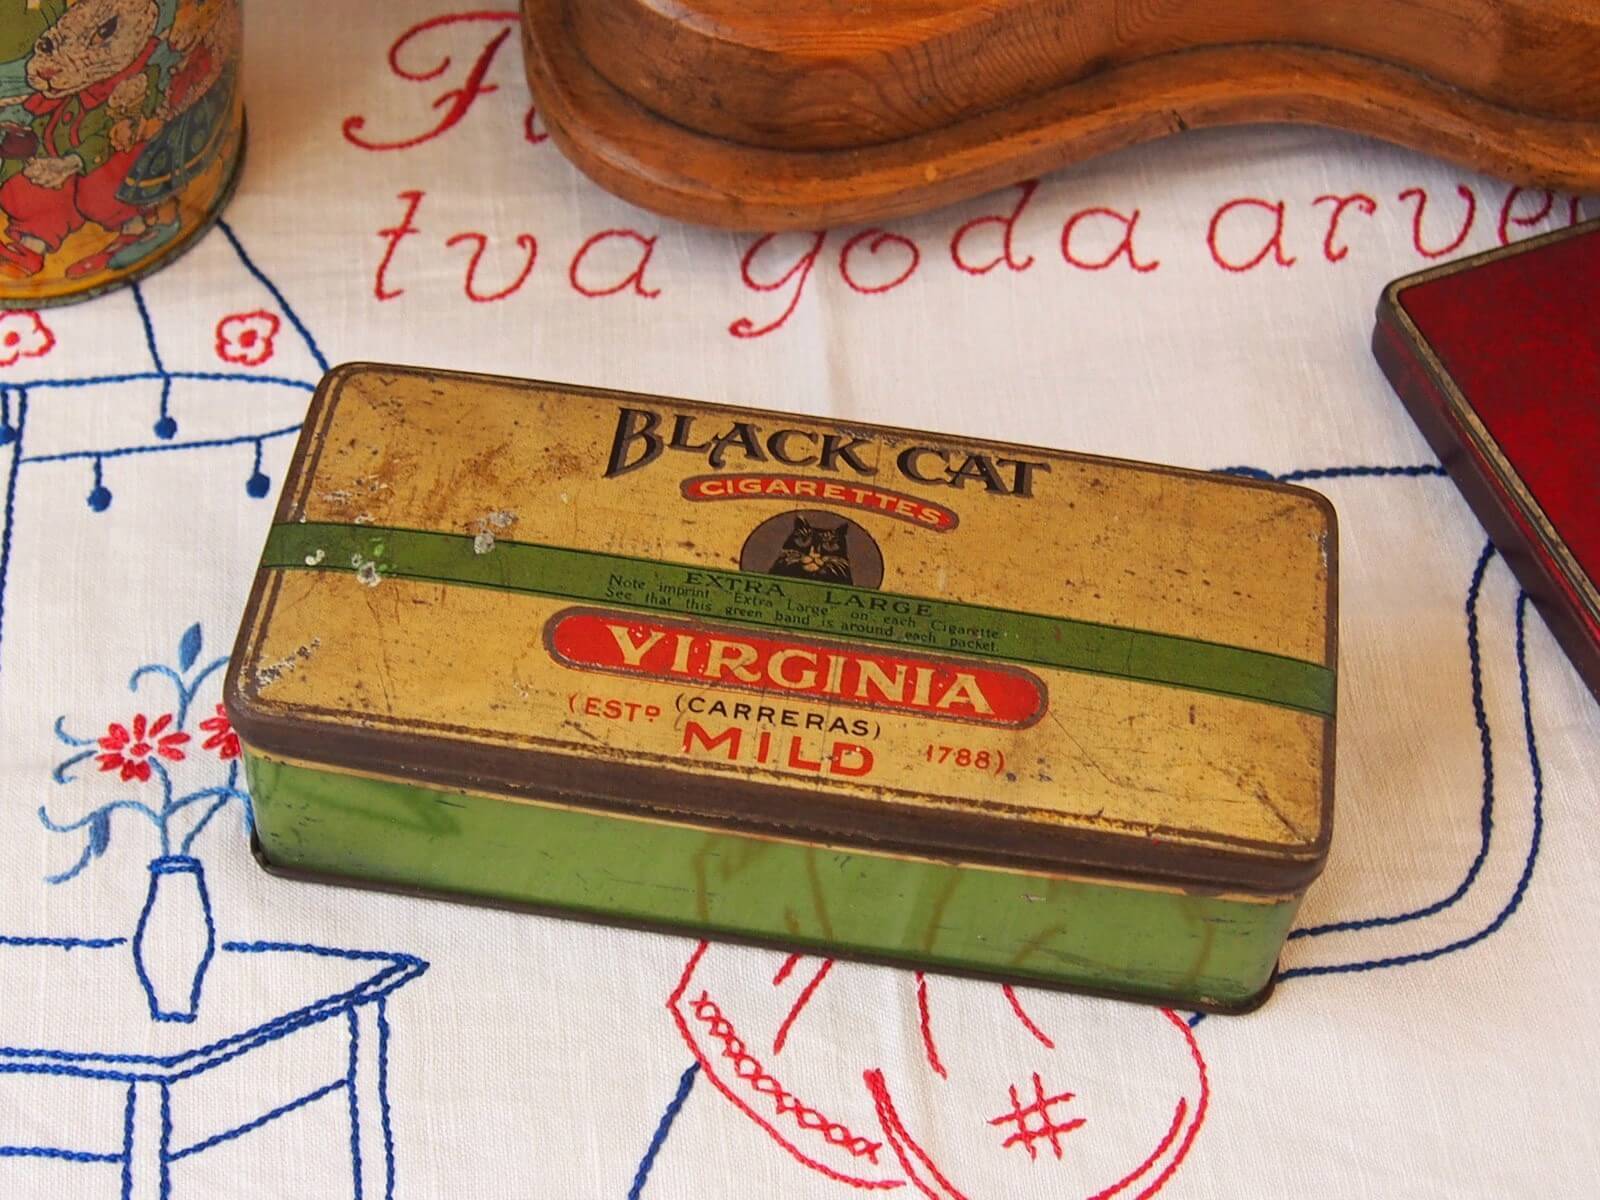 tva goda
BLACK CAT
CIGARETTES
EXTRA LARGE
Note imprint "Extra Large" on each Cigarette
See that this green band is around each packet.
VIRGINIA
(ESTD (CARRERAS) 1788)
MILD